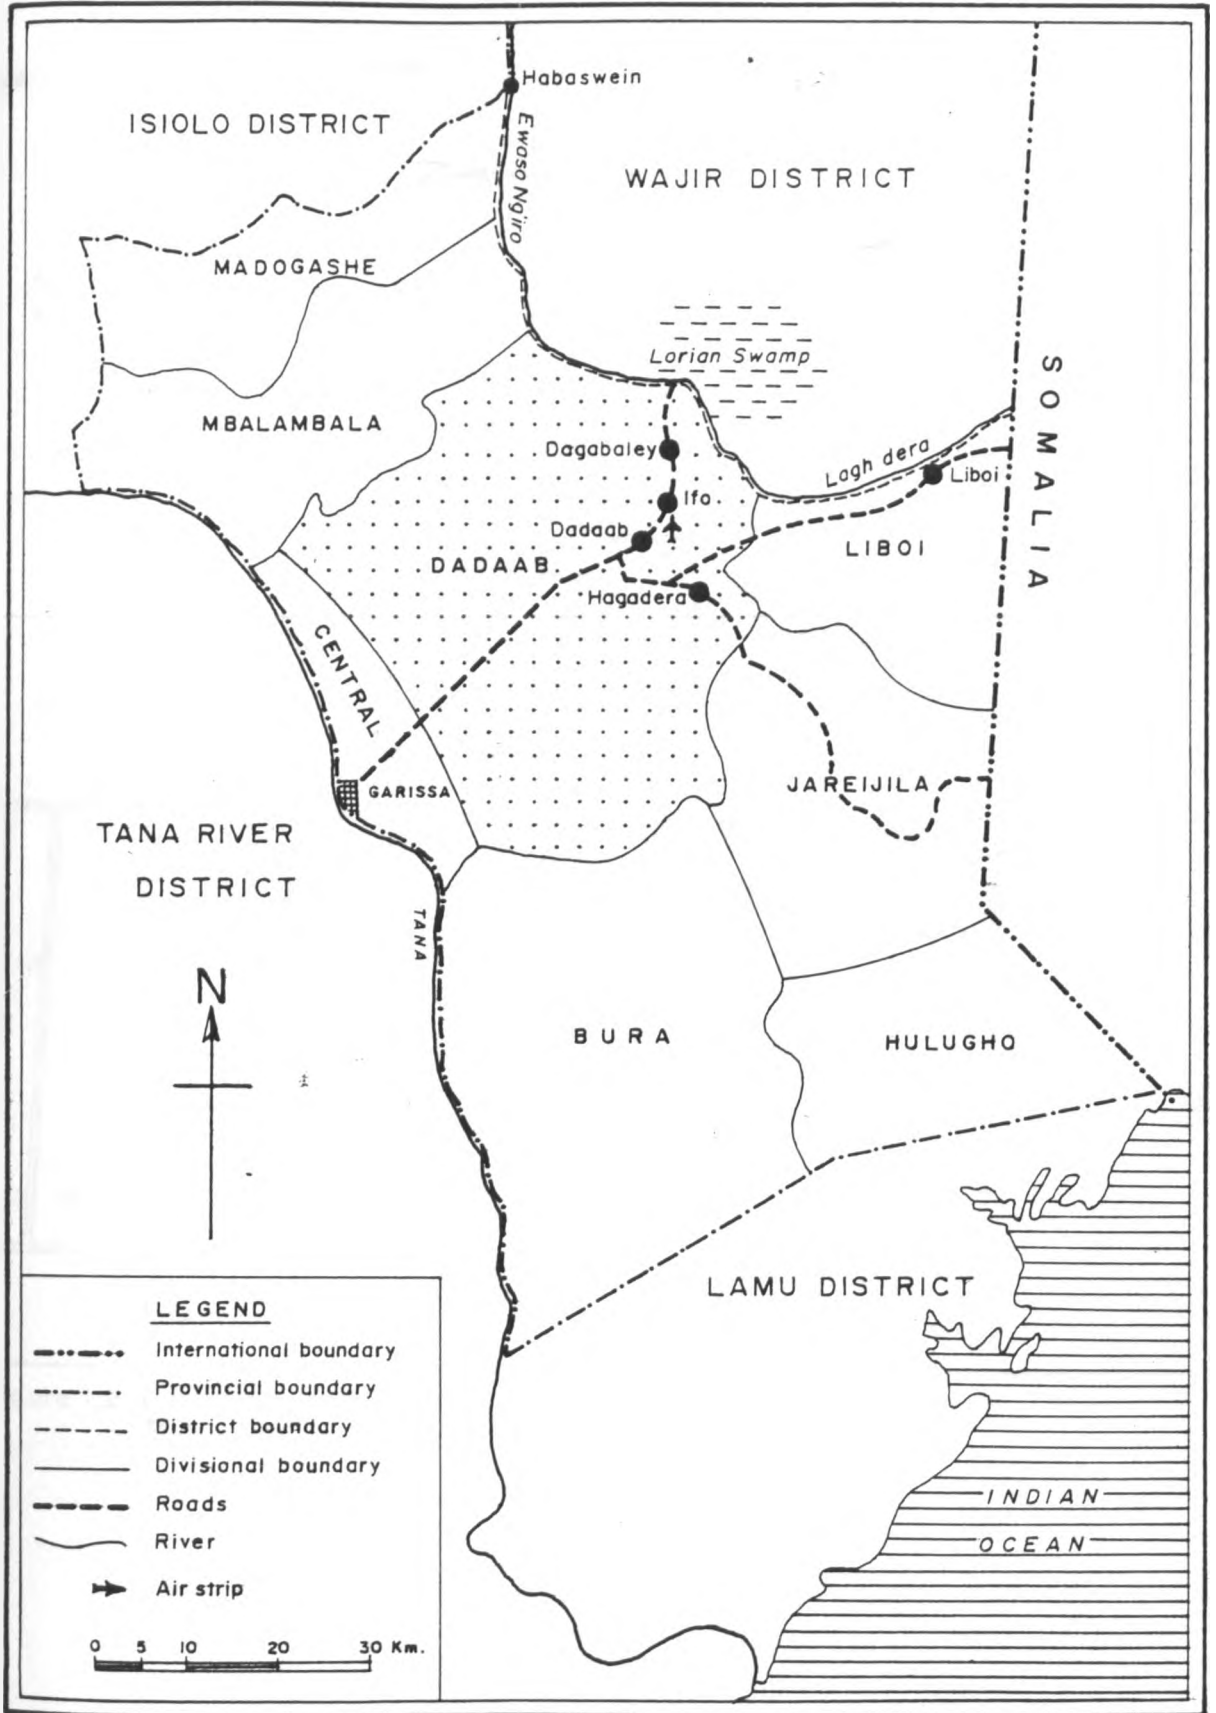 Habaswein
ISIOLO DISTRICT
Ewaso Ng'iro
WAJIR DISTRICT
MADOGASHE
Lorian Swamp
SOMALIA
MBALAMBALA
Dagabaley
Lagh dera
Liboi
Ifo
Dadaab
LIBOI
DADAAB
Hagadera
CENTRAL
JAREIJILA
GARISSA
TANA RIVER
DISTRICT
TANA
N
BURA
HULUGHO
LAMU DISTRICT
LEGEND
International boundary
Provincial boundary
District boundary
Divisional boundary
Roads
River
Air strip
0 5 10 20 30 Km.
INDIAN
OCEAN